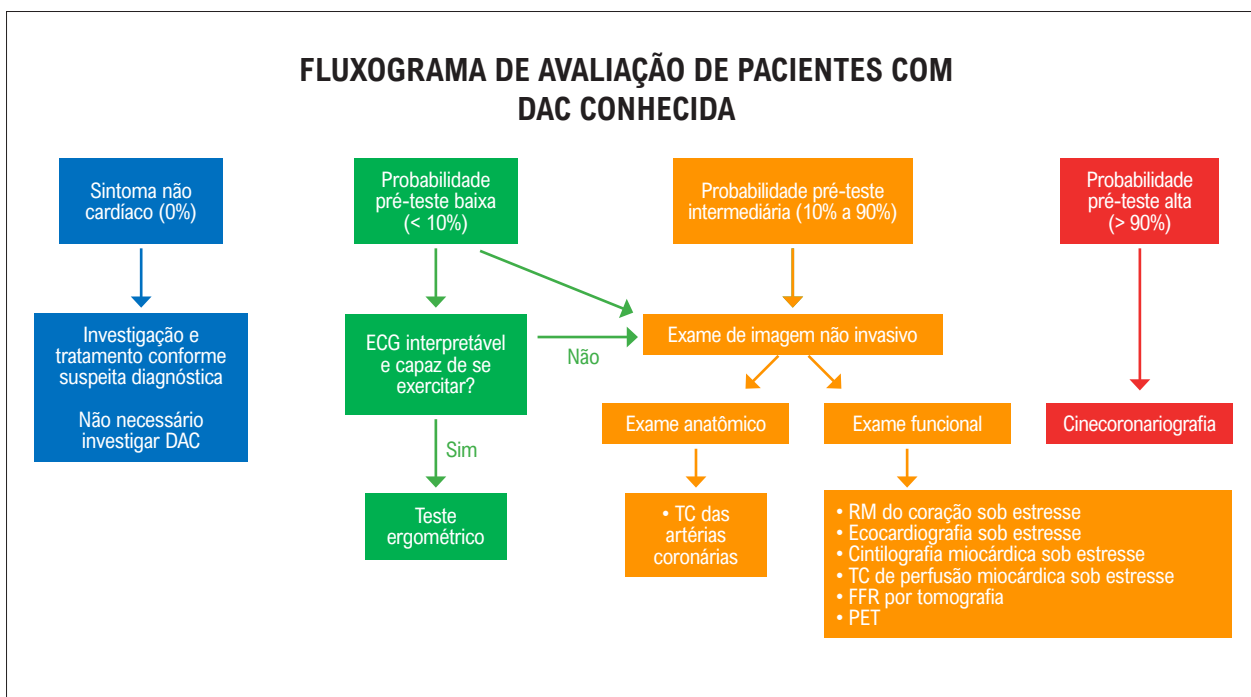 FLUXOGRAMA DE AVALIAÇÃO DE PACIENTES COM
DAC CONHECIDA
Sintoma não
cardíaco (0%)
Probabilidade
pré-teste baixa
(< 10%)
Probabilidade pré-teste
intermediária (10% a 90%)
Probabilidade
pré-teste alta
(> 90%)
Investigação e
tratamento conforme
suspeita diagnóstica
Não necessário
investigar DAC
ECG interpretável
e capaz de se
exercitar?
Não
Exame de imagem não invasivo
Exame anatômico
Exame funcional
Cinecoronariografia
Sim
Teste
ergométrico
• TC das
artérias
coronárias
• RM do coração sob estresse
• Ecocardiografia sob estresse
• Cintilografia miocárdica sob estresse
• TC de perfusão miocárdica sob estresse
• FFR por tomografia
• PET